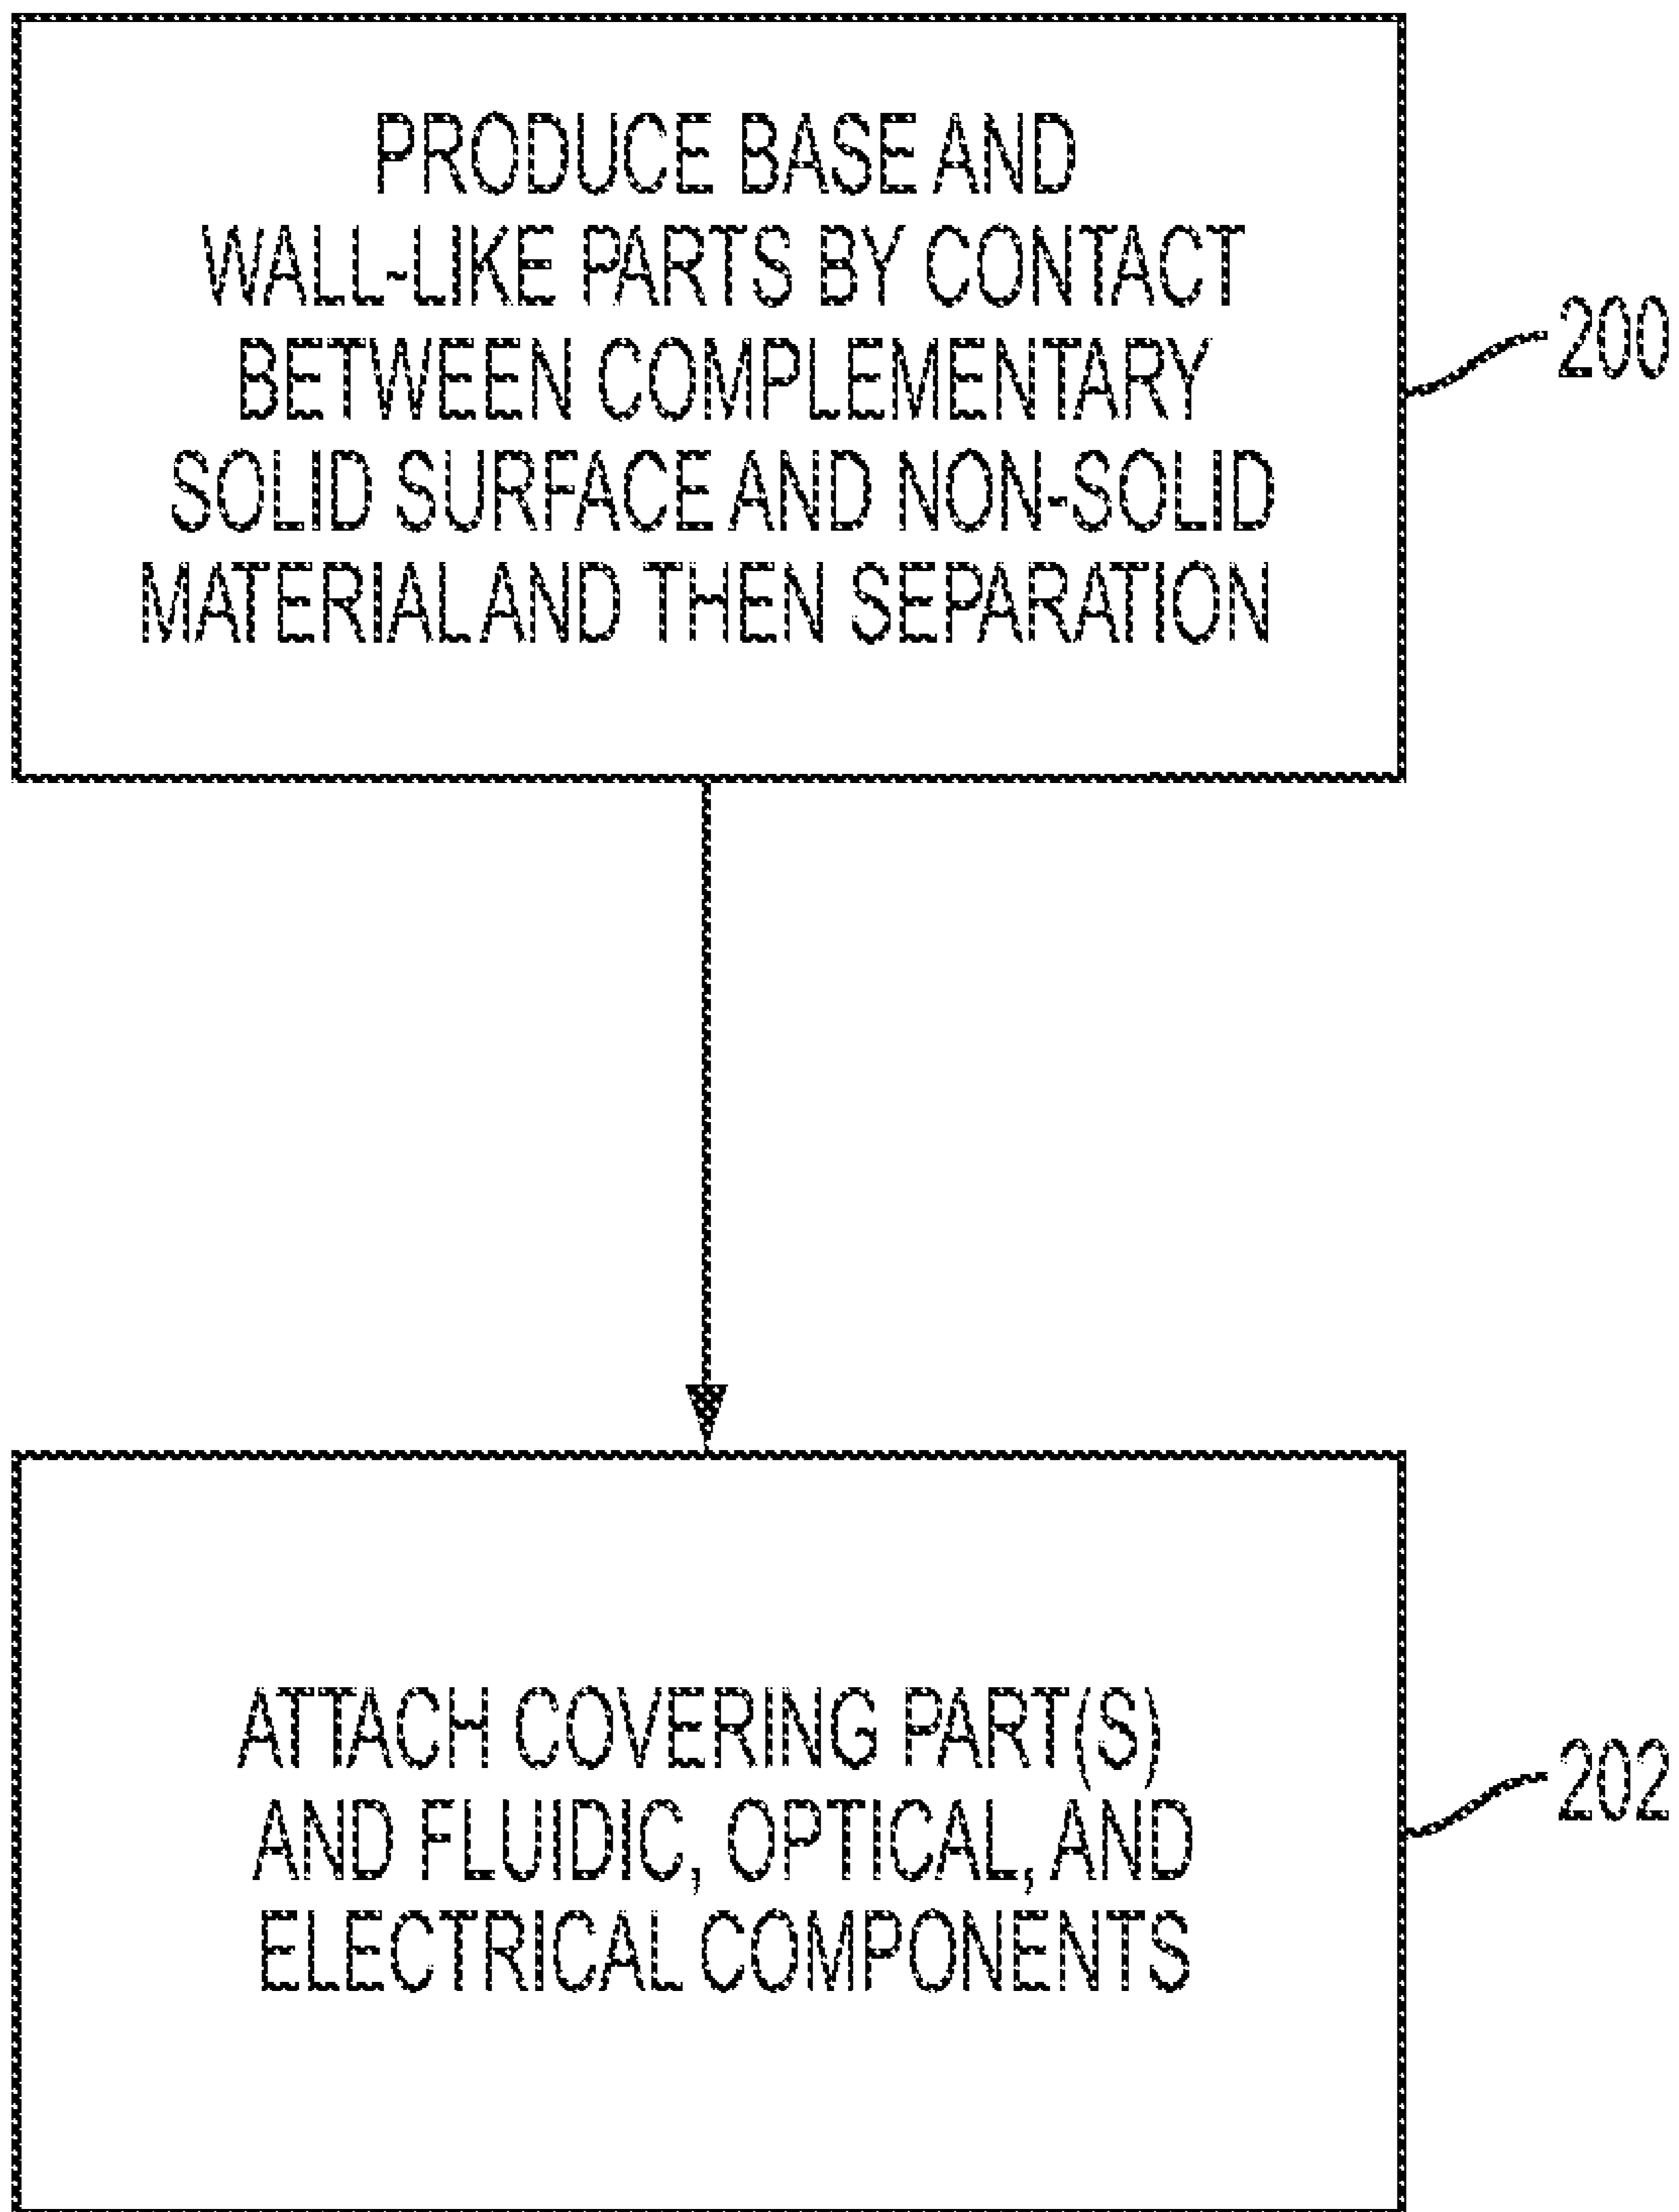 PRODUCE BASE AND
WALL-LIKE PARTS BY CONTACT
BETWEEN COMPLEMENTARY
SOLID SURFACE AND NON-SOLID
MATERIAL AND THEN SEPARATION
200
ATTACH COVERING PART(S)
AND FLUIDIC, OPTICAL, AND
ELECTRICAL COMPONENTS
202